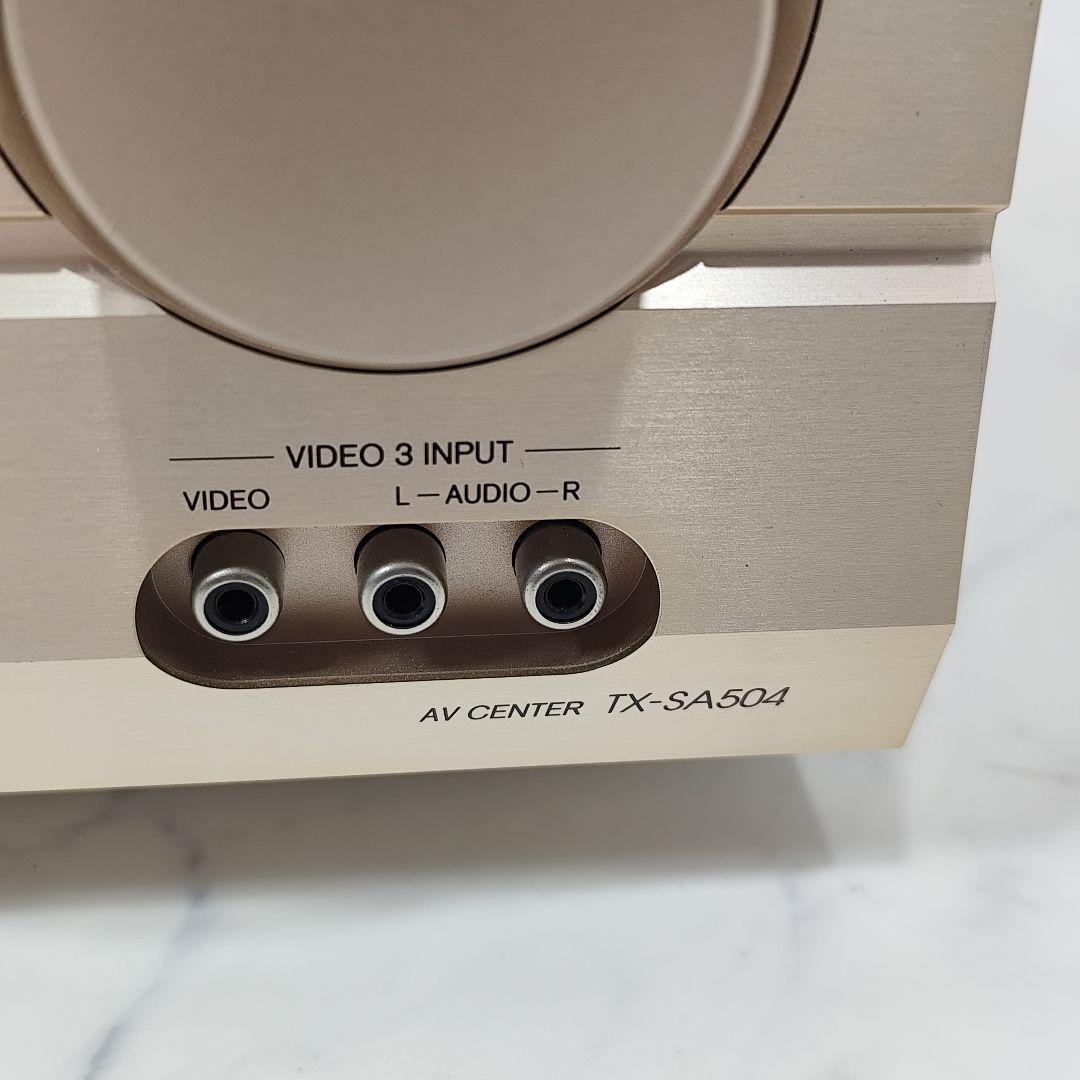 VIDEO 3 INPUT
VIDEO L – AUDIO – R
AV CENTER TX-SA504